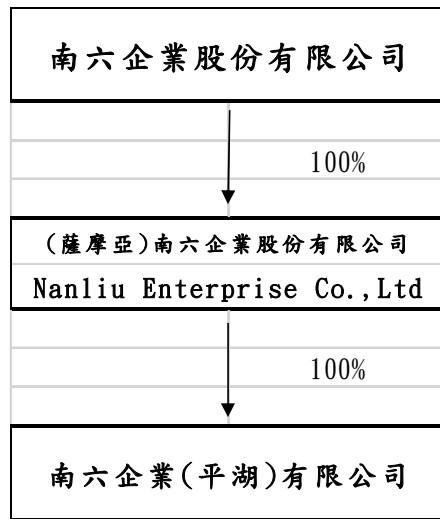 南六企業股份有限公司
100%
(薩摩亞)南六企業股份有限公司
Nanliu Enterprise Co.,Ltd
100%
南六企業(平湖)有限公司